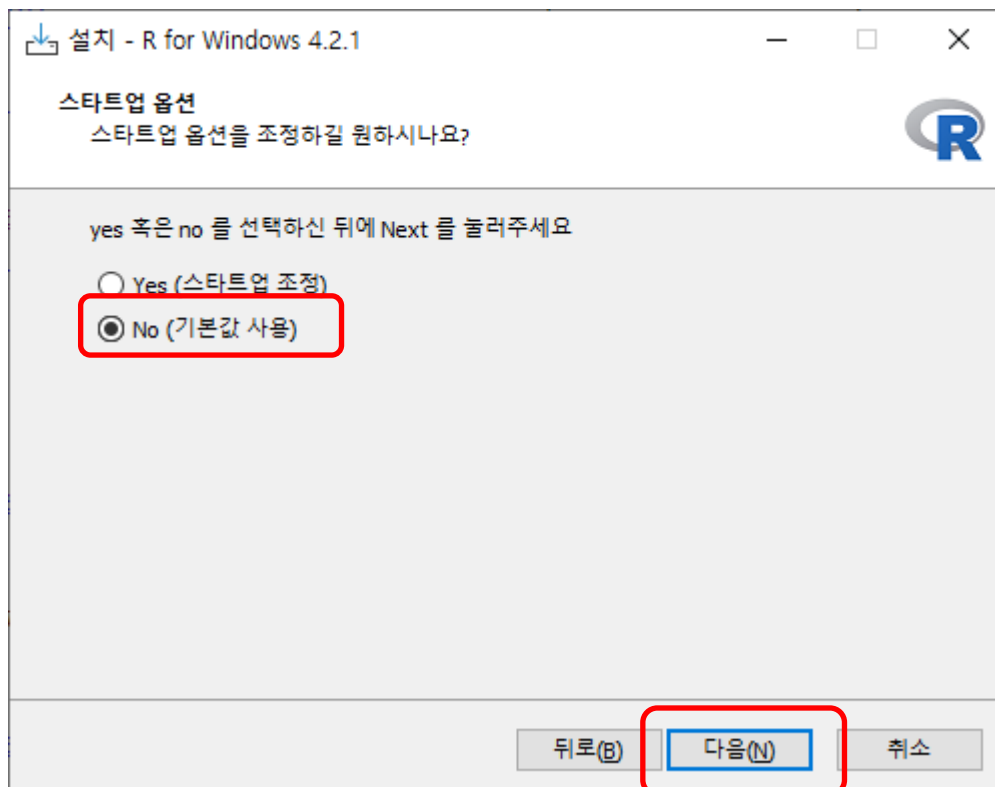 설치 - R for Windows 4.2.1
스타트업 옵션
스타트업 옵션을 조정하길 원하시나요?
R
yes 혹은 no 를 선택하신 뒤에 Next 를 눌러주세요
Yes (스타트업 조정)
No (기본값 사용)
뒤로(B)
다음(N)
취소